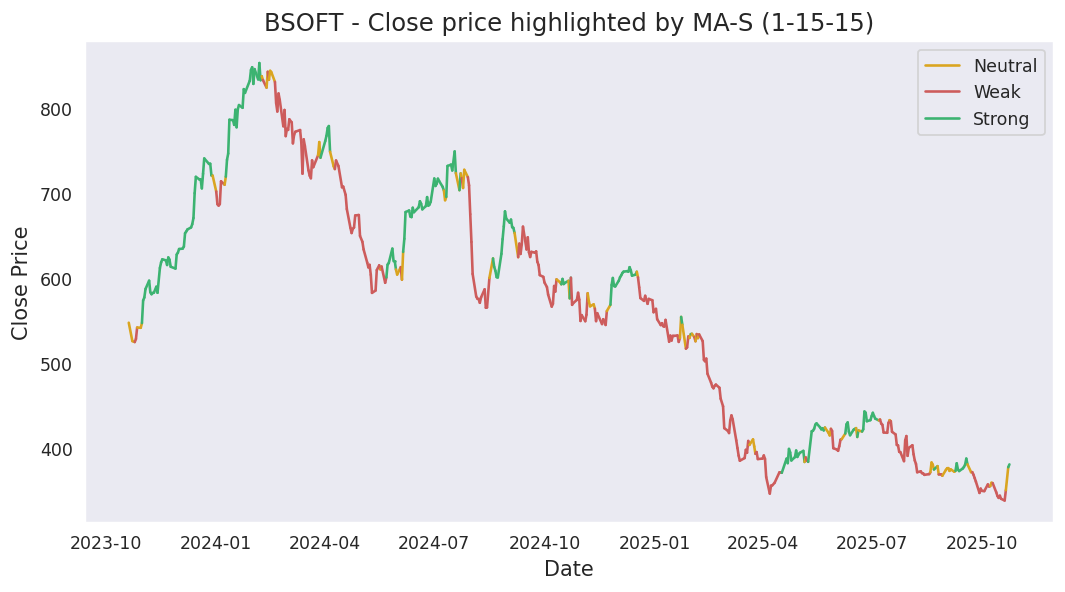 BSOFT - Close price highlighted by MA-S (1-15-15)
Neutral
Weak
Strong
Close Price
800
700
600
500
400
2023-10 2024-01 2024-04 2024-07 2024-10 2025-01 2025-04 2025-07 2025-10
Date